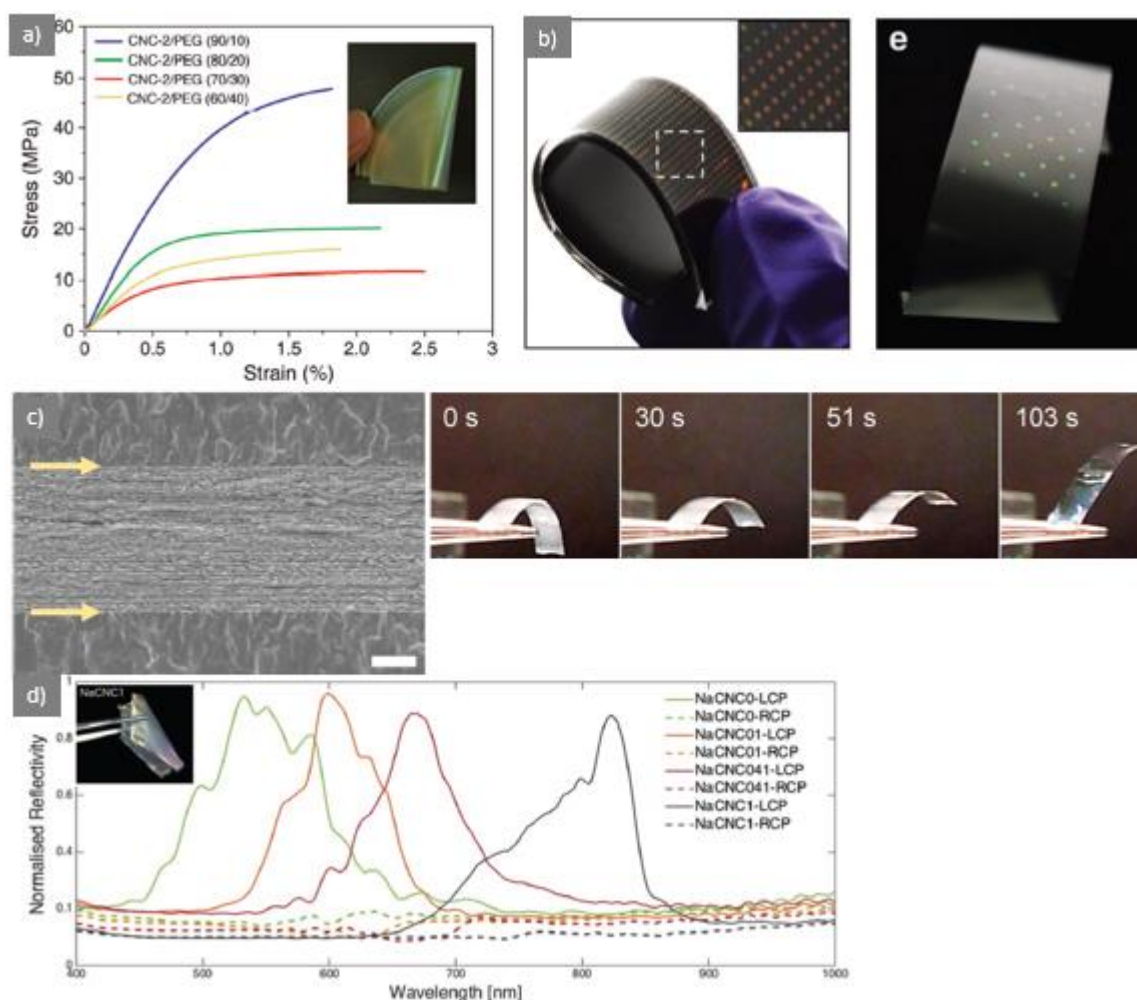 a)
60
50
40
30
20
10
0
Stress (MPa)
CNC-2/PEG (90/10)
CNC-2/PEG (80/20)
CNC-2/PEG (70/30)
CNC-2/PEG (60/40)
0 0.5 1.0 1.5 2.0 2.5 3
Strain (%)
b)
e
c)
0 s
30 s
51 s
103 s
d)
NaCNC1
1
0.8
0.4
0.1
0
Normalised Reflectivity
NaCNC0-LCP
NaCNC0-RCP
NaCNC01-LCP
NaCNC01-RCP
NaCNC041-LCP
NaCNC041-RCP
NaCNC1-LCP
NaCNC1-RCP
400 500 600 700 800 900 1000
Wavelength [nm]